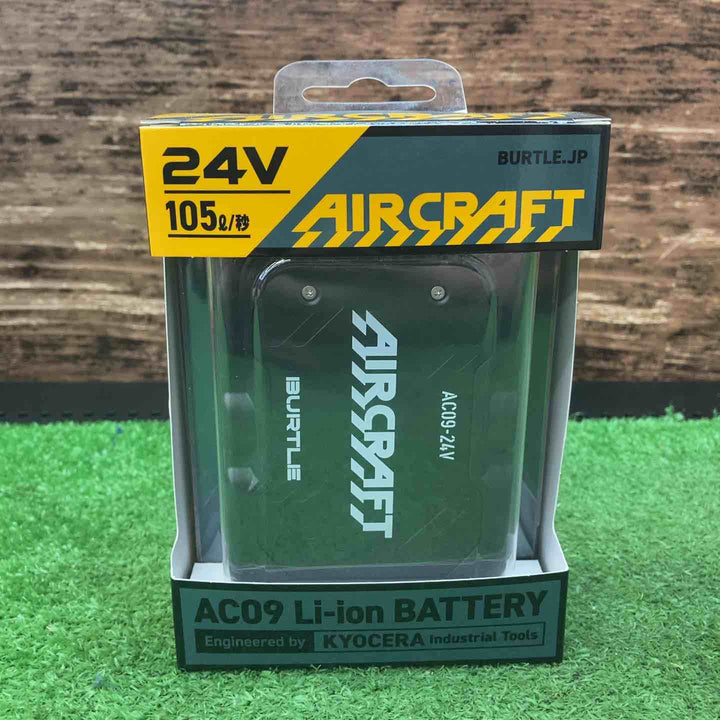 24V
105ℓ/秒
BURTLE.JP
AIRCRAFT
AIRCRAFT
BURTLE
AC09-24V
AC09 Li-ion BATTERY
Engineered by KYOCERA Industrial Tools